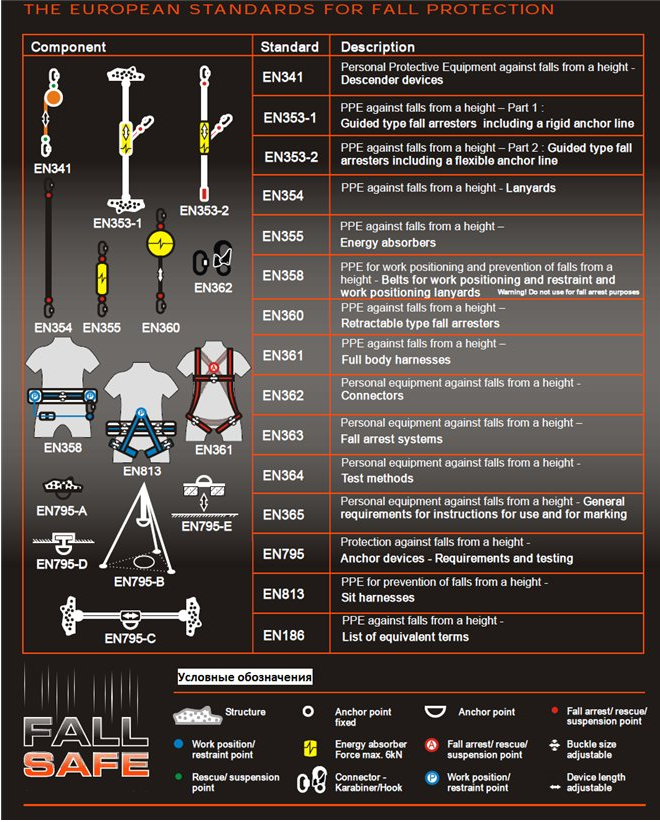 THE EUROPEAN STANDARDS FOR FALL PROTECTION
Component
Standard
Description
EN341
Personal Protective Equipment against falls from a height -
Descender devices
EN353-1
PPE against falls from a height – Part 1 :
Guided type fall arresters including a rigid anchor line
EN353-2
PPE against falls from a height – Part 2 : Guided type fall
arresters including a flexible anchor line
EN354
PPE against falls from a height - Lanyards
EN355
PPE against falls from a height –
Energy absorbers
EN358
PPE for work positioning and prevention of falls from a
height - Belts for work positioning and restraint and
work positioning lanyards Warning! Do not use for fall arrest purposes
EN360
PPE against falls from a height –
Retractable type fall arresters
EN361
PPE against falls from a height –
Full body harnesses
EN362
Personal equipment against falls from a height -
Connectors
EN363
Personal equipment against falls from a height –
Fall arrest systems
EN364
Personal equipment against falls from a height -
Test methods
EN365
Personal equipment against falls from a height - General
requirements for instructions for use and for marking
EN795
Protection against falls from a height -
Anchor devices - Requirements and testing
EN813
PPE for prevention of falls from a height -
Sit harnesses
EN186
PPE against falls from a height -
List of equivalent terms
EN341
EN353-1
EN353-2
EN354
EN355
EN360
EN362
P
P
EN358
P
EN813
A
EN361
EN795-A
EN795-E
EN795-D
EN795-B
EN795-C
FALL
SAFE
Условные обозначения
Structure
Anchor point
fixed
Anchor point
Fall arrest/ rescue/
suspension point
Work position/
restraint point
Energy absorber
Force max. 6kN
A
Fall arrest/ rescue/
suspension point
Buckle size
adjustable
Rescue/ suspension
point
Connector -
Karabiner/Hook
P
Work position/
restraint point
Device length
adjustable